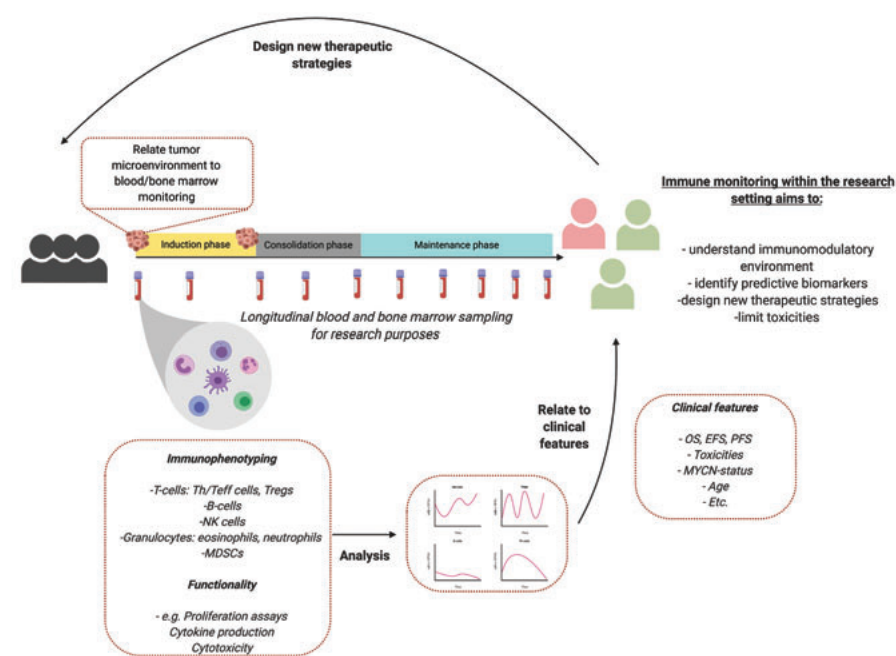 Design new therapeutic
strategies
Relate tumor
microenvironment to
blood/bone marrow
monitoring
Induction phase
Consolidation phase
Maintenance phase
Longitudinal blood and bone marrow sampling
for research purposes
Immune monitoring within the research
setting aims to:
- understand immunomodulatory
environment
- identify predictive biomarkers
-design new therapeutic strategies
-limit toxicities
Relate to
clinical
features
Clinical features
- OS, EFS, PFS
- Toxicities
- MYCN-status
- Age
- Etc.
Immunophenotyping
-T-cells: Th/Teff cells, Tregs
-B-cells
-NK cells
-Granulocytes: eosinophils, neutrophils
-MDSCs
Functionality
- e.g. Proliferation assays
Cytokine production
Cytotoxicity
Analysis